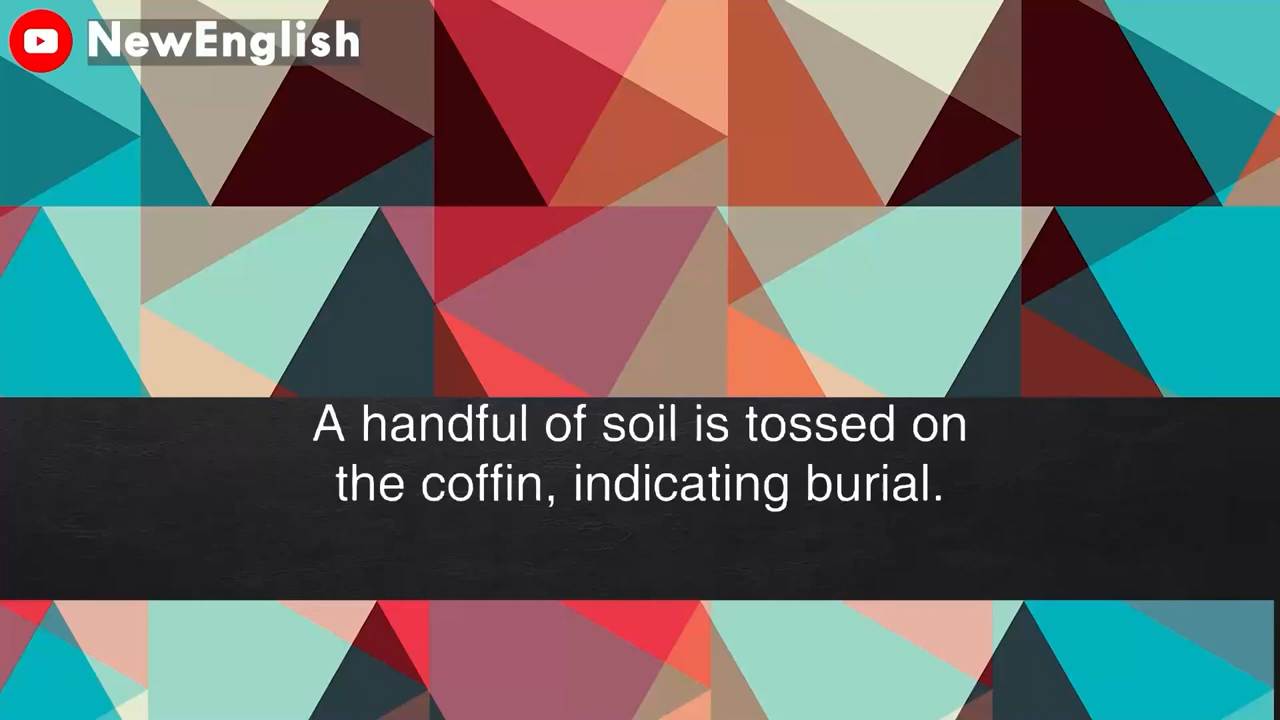 NewEnglish
A handful of soil is tossed on
the coffin, indicating burial.